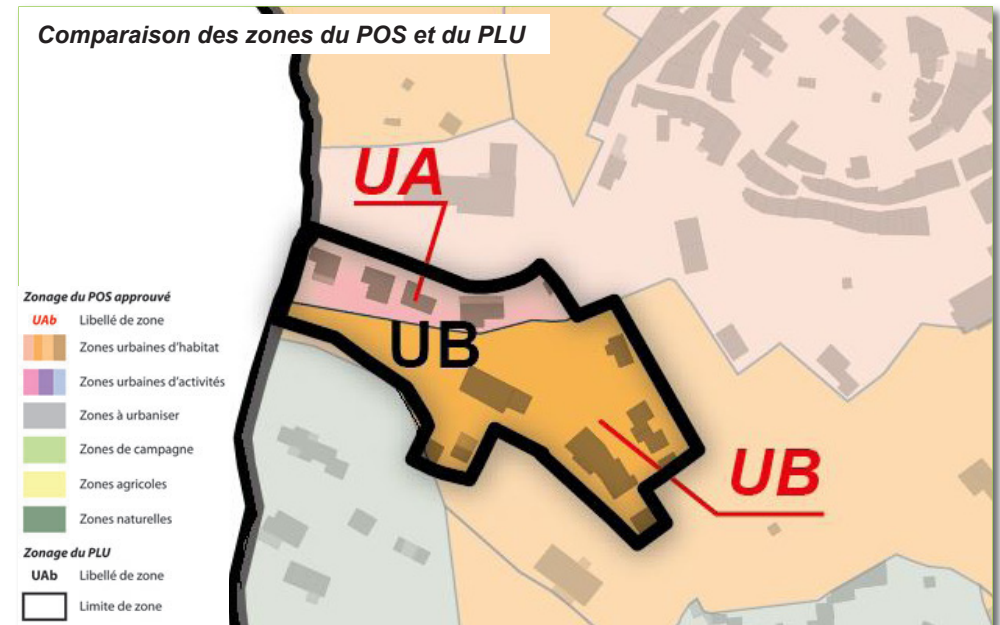 Comparaison des zones du POS et du PLU
UA
UB
UB
Zonage du POS approuvé
UAb Libellé de zone
Zones urbaines d'habitat
Zones urbaines d'activités
Zones à urbaniser
Zones de campagne
Zones agricoles
Zones naturelles
Zonage du PLU
UAb Libellé de zone
Limite de zone